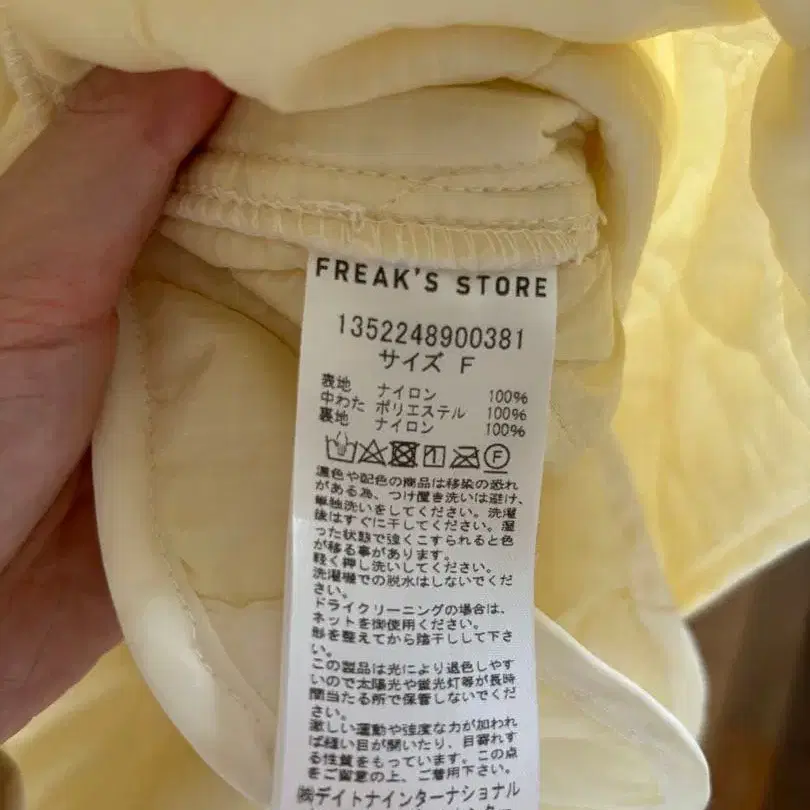 FREAK'S STORE
1352248900381
サイズ F
表地 ナイロン 100%
中わた ポリエステル 100%
裏地 ナイロン 100%
F
濃色や配色の商品は移染の恐れ
がある為、つけ置き洗いは避け、
単独洗いをしてください。洗濯
後はすぐに干してください。湿
った状態で強くこすられると色
が移る事があります。
軽く押し洗いしてください。
洗濯機での脱水はしないでくだ
さい。
ドライクリーニングの場合は、
ネットを御使用ください。
形を整えてから陰干しして下さ
い。
この製品は光により退色しやす
いので太陽光や蛍光灯等が長時
間当たる所で保管しないでくだ
さい。
激しい運動や強度な力が加われ
ば縫い目が開いたり、目寄れす
る性質をもっています。この点
をご留意の上、ご着用下さい。
㈱デイトナインターナショナル